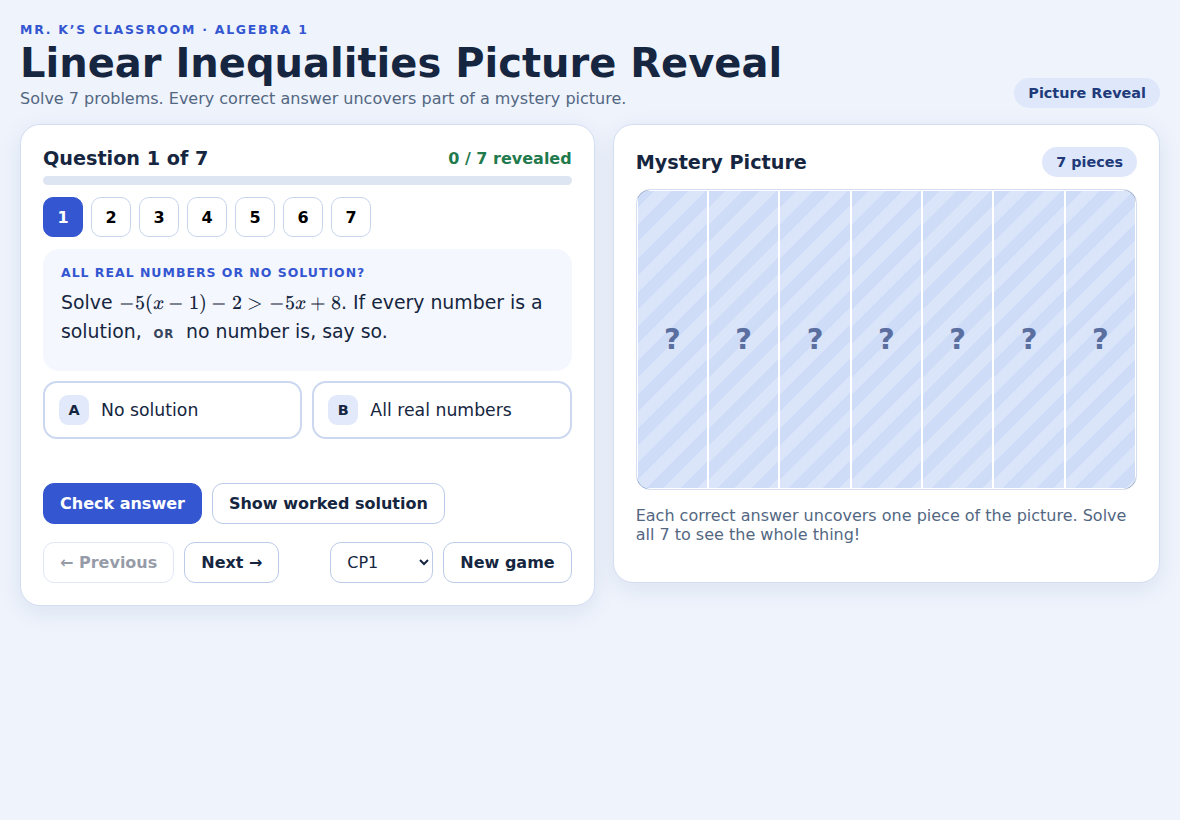 MR. K'S CLASSROOM · ALGEBRA 1
Linear Inequalities Picture Reveal
Solve 7 problems. Every correct answer uncovers part of a mystery picture.
Picture Reveal
Question 1 of 7
0 / 7 revealed
1 2 3 4 5 6 7
ALL REAL NUMBERS OR NO SOLUTION?
Solve −5(x − 1) − 2 > −5x + 8. If every number is a
solution, OR no number is, say so.
A No solution
B All real numbers
Check answer
Show worked solution
← Previous
Next →
CP1
New game
Mystery Picture
7 pieces
? ? ? ? ? ? ?
Each correct answer uncovers one piece of the picture. Solve
all 7 to see the whole thing!